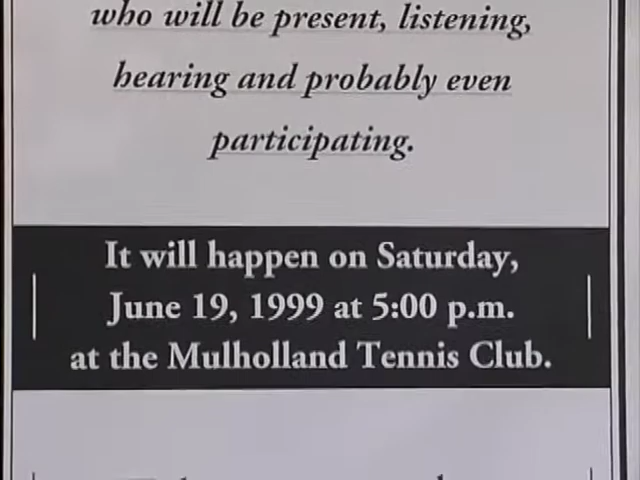 who will be present, listening,
hearing and probably even
participating.
It will happen on Saturday,
June 19, 1999 at 5:00 p.m.
at the Mulholland Tennis Club.